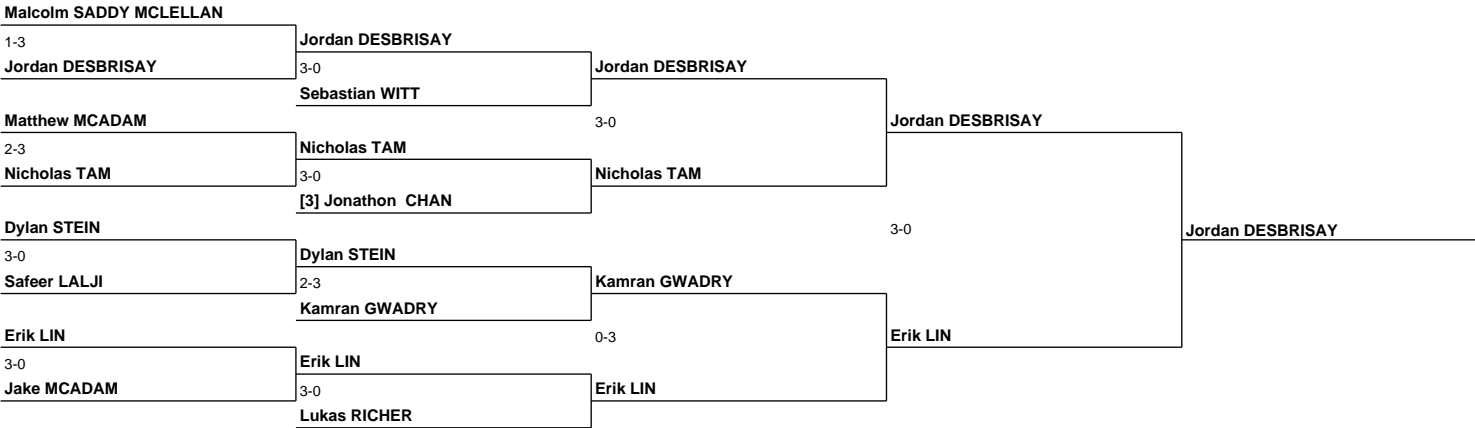 Malcolm SADDY MCLELLAN
1-3
Jordan DESBRISAY
Jordan DESBRISAY
3-0
Jordan DESBRISAY
Sebastian WITT
Matthew MCADAM
3-0
Jordan DESBRISAY
2-3
Nicholas TAM
Nicholas TAM
3-0
Nicholas TAM
[3] Jonathon CHAN
Dylan STEIN
3-0
Jordan DESBRISAY
3-0
Dylan STEIN
Safeer LALJI
2-3
Kamran GWADRY
Kamran GWADRY
Erik LIN
0-3
Erik LIN
3-0
Erik LIN
Jake MCADAM
3-0
Erik LIN
Lukas RICHER